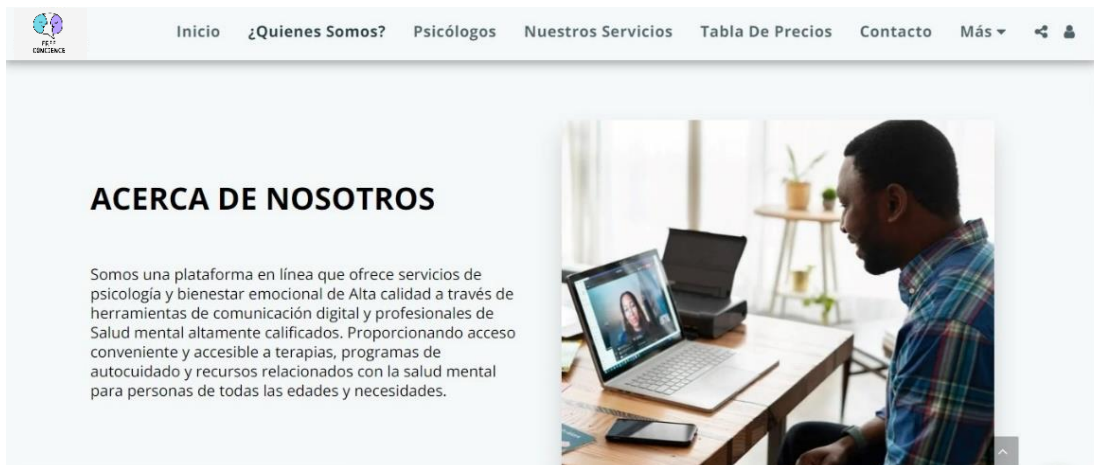 Inicio ¿Quienes Somos? Psicólogos Nuestros Servicios Tabla De Precios Contacto Más
CONCIENCE
ACERCA DE NOSOTROS
Somos una plataforma en línea que ofrece servicios de
psicología y bienestar emocional de Alta calidad a través de
herramientas de comunicación digital y profesionales de
Salud mental altamente calificados. Proporcionando acceso
conveniente y accesible a terapias, programas de
autocuidado y recursos relacionados con la salud mental
para personas de todas las edades y necesidades.